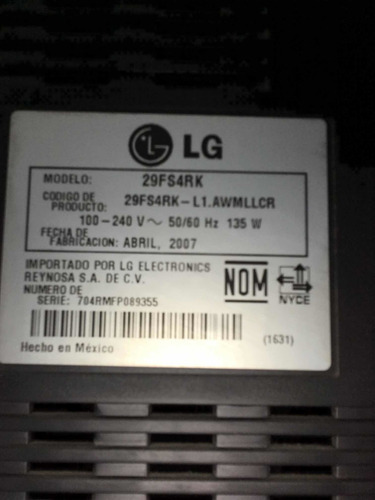 LG
MODELO: 29FS4RK
CODIGO DE PRODUCTO: 29FS4RK-L1.AWMLLCR
100-240 V~ 50/60 Hz 135 W
FECHA DE FABRICACION: ABRIL, 2007
IMPORTADO POR LG ELECTRONICS
REYNOSA S.A. DE C.V.
NUMERO DE
SERIE: 704RMFP089355
NOM
NYCE
(1631)
Hecho en México